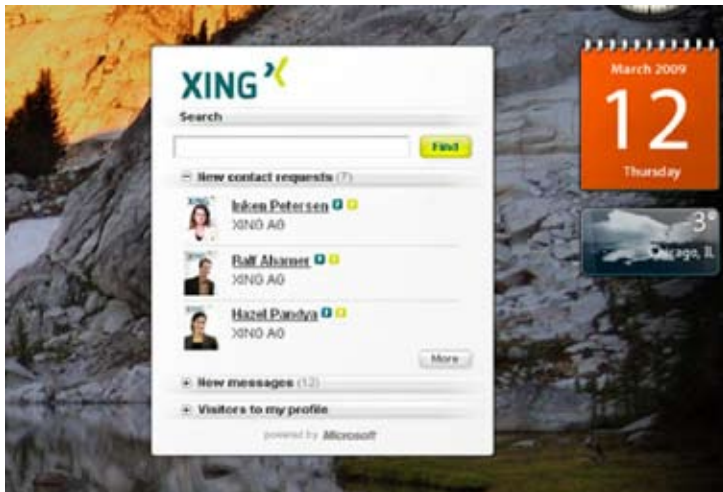 XING
Search
Find
New contact requests (7)
Inken Petersen
XING AG
Ralf Ahamer
XING AG
Hazel Pandya
XING AG
More
New messages (12)
Visitors to my profile
powered by Microsoft
March 2009
12
Thursday
-3°
Chicago, IL